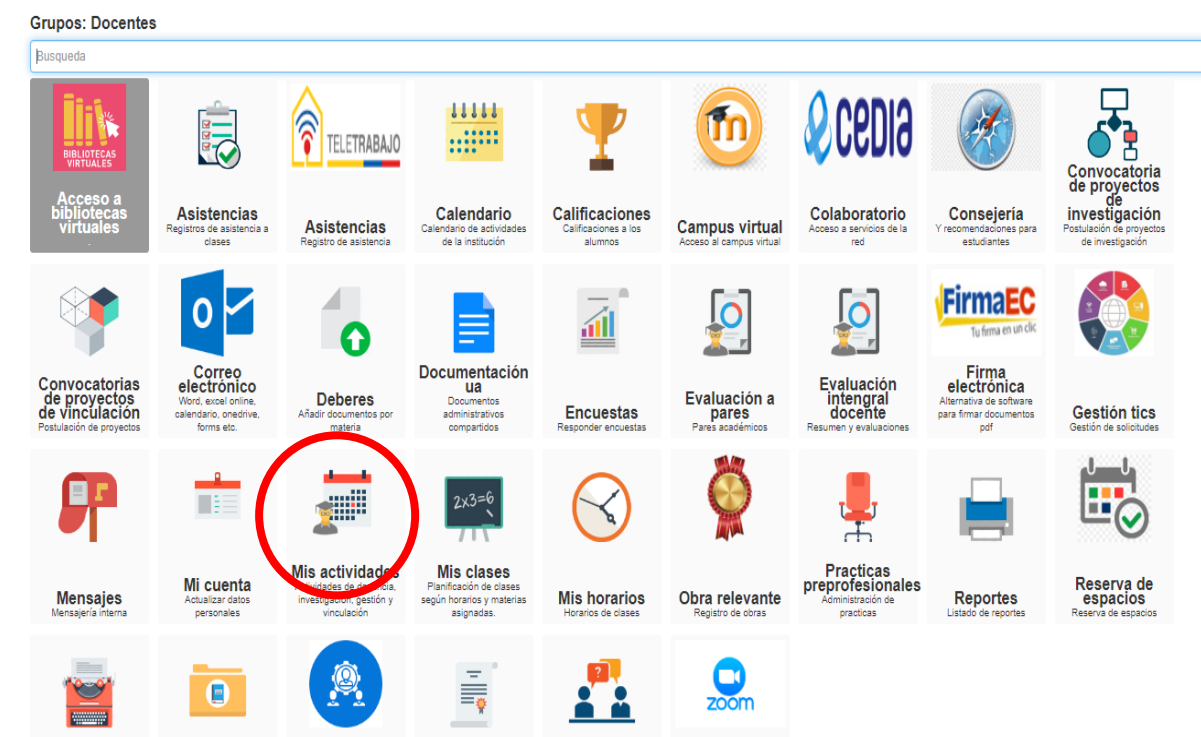 Grupos: Docentes
Busqueda
BIBLIOTECAS
VIRTUALES
Acceso a
bibliotecas
virtuales
.
Asistencias
Registros de asistencia a
clases
TELETRABAJO
Asistencias
Registro de asistencia
Calendario
Calendario de actividades
de la institución
Calificaciones
Calificaciones a los
alumnos
m
Campus virtual
Acceso al campus virtual
cedia
Colaboratorio
Acceso a servicios de la
red
Consejería
Y recomendaciones para
estudiantes
Convocatoria
de proyectos
de
investigación
Postulación de proyectos
de investigación
Convocatorias
de proyectos
de vinculación
Postulación de proyectos
O
Correo
electrónico
Word, excel online,
calendario, onedrive,
forms etc.
Deberes
Añadir documentos por
materia
Documentación
ua
Documentos
administrativos
compartidos
Encuestas
Responder encuestas
Evaluación a
pares
Pares académicos
Evaluación
intengral
docente
Resumen y evaluaciones
FirmaEC
Tu firma en un clic
Firma
electrónica
Alternativa de software
para firmar documentos
pdf
Gestión tics
Gestión de solicitudes
Mensajes
Mensajería interna
Mi cuenta
Actualizar datos
personales
Mis actividades
Actividades de docencia,
investigación, gestión y
vinculación
2x3=6
Mis clases
Planificación de clases
según horarios y materias
asignadas.
Mis horarios
Horarios de clases
Obra relevante
Registro de obras
Practicas
preprofesionales
Administración de
practicas
Reportes
Listado de reportes
Reserva de
espacios
Reserva de espacios
?
zoom